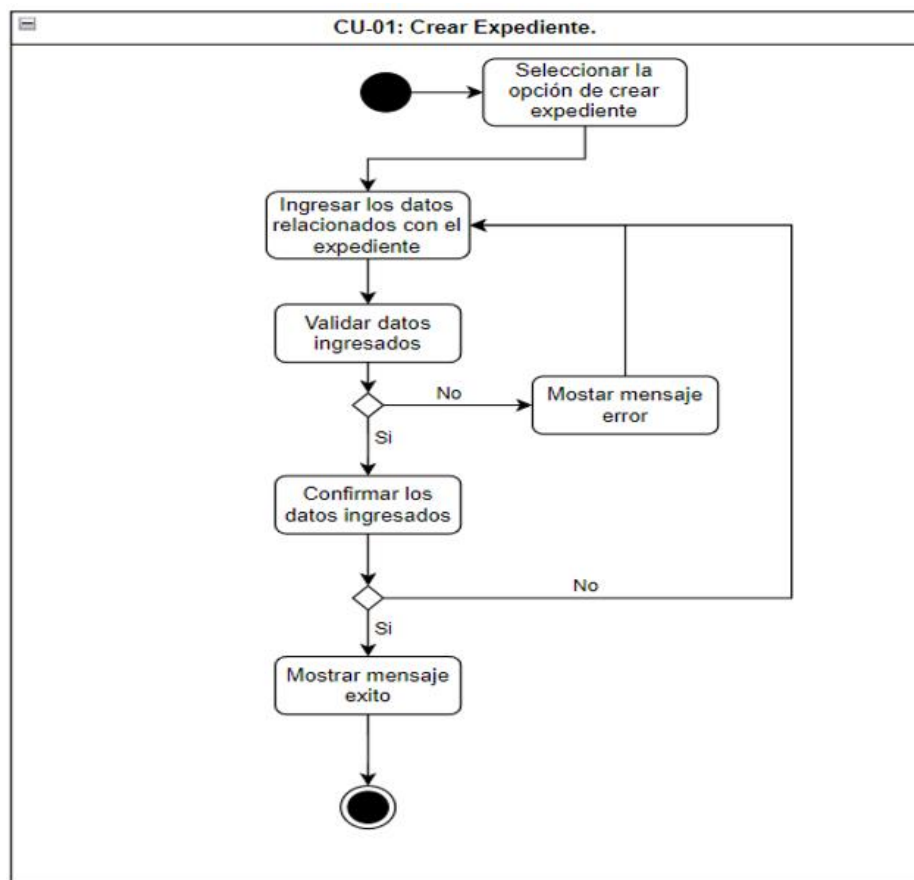 CU-01: Crear Expediente.
Seleccionar la
opción de crear
expediente
Ingresar los datos
relacionados con el
expediente
Validar datos
ingresados
No
Mostar mensaje
error
Si
Confirmar los
datos ingresados
No
Si
Mostrar mensaje
exito